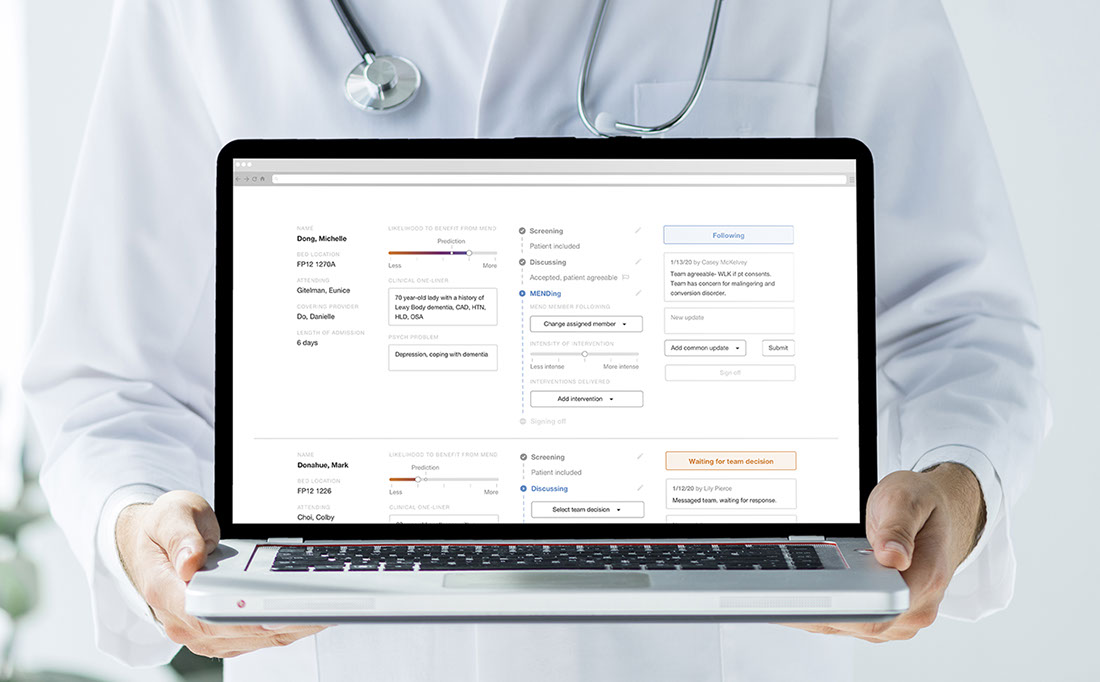 NAME
Dong, Michelle
BED LOCATION
FP12 1270A
ATTENDING
Gitelman, Eunice
COVERING PROVIDER
Do, Danielle
LENGTH OF ADMISSION
6 days
LIKELIHOOD TO BENEFIT FROM MEND
Prediction
Less More
CLINICAL ONE-LINER
70 year-old lady with a history of
Lewy Body dementia, CAD, HTN,
HLD, OSA
PSYCH PROBLEM
Depression, coping with dementia
Screening
Patient included
Discussing
Accepted, patient agreeable
MENDing
MEND MEMBER FOLLOWING
Change assigned member
INTENSITY OF INTERVENTION
Less intense More intense
INTERVENTIONS DELIVERED
Add intervention
Signing off
Following
1/13/20 by Casey McKelvey
Team agreeable- WLK if pt consents.
Team has concern for malingering and
conversion disorder.
New update
Add common update Submit
Sign off
NAME
Donahue, Mark
BED LOCATION
FP12 1226
ATTENDING
Choi, Colby
LIKELIHOOD TO BENEFIT FROM MEND
Prediction
Less More
CLINICAL ONE-LINER
Screening
Patient included
Discussing
Select team decision
Waiting for team decision
1/12/20 by Lily Pierce
Messaged team, waiting for response.